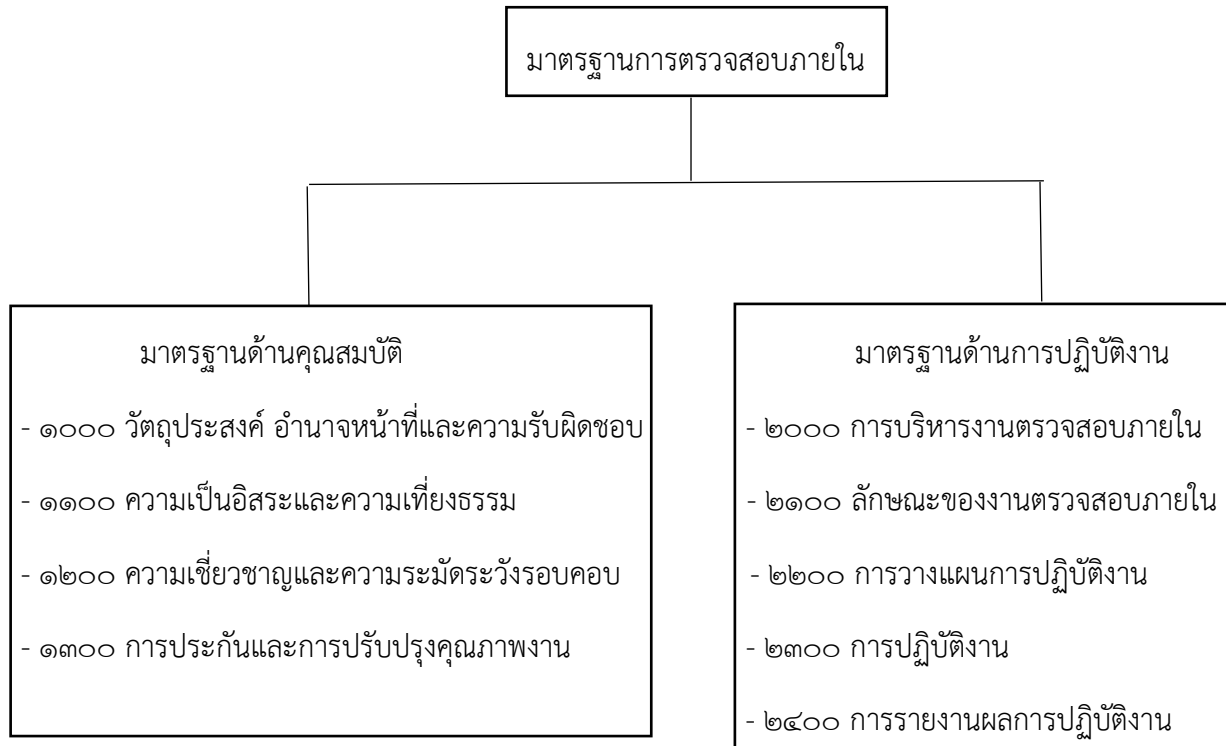 มาตรฐานการตรวจสอบภายใน
มาตรฐานด้านคุณสมบัติ
- ๑๐๐๐ วัตถุประสงค์ อำนาจหน้าที่และความรับผิดชอบ
- ๑๑๐๐ ความเป็นอิสระและความเที่ยงธรรม
- ๑๒๐๐ ความเชี่ยวชาญและความระมัดระวังรอบคอบ
- ๑๓๐๐ การประกันและการปรับปรุงคุณภาพงาน
มาตรฐานด้านการปฏิบัติงาน
- ๒๐๐๐ การบริหารงานตรวจสอบภายใน
- ๒๑๐๐ ลักษณะของงานตรวจสอบภายใน
- ๒๒๐๐ การวางแผนการปฏิบัติงาน
- ๒๓๐๐ การปฏิบัติงาน
- ๒๔๐๐ การรายงานผลการปฏิบัติงาน